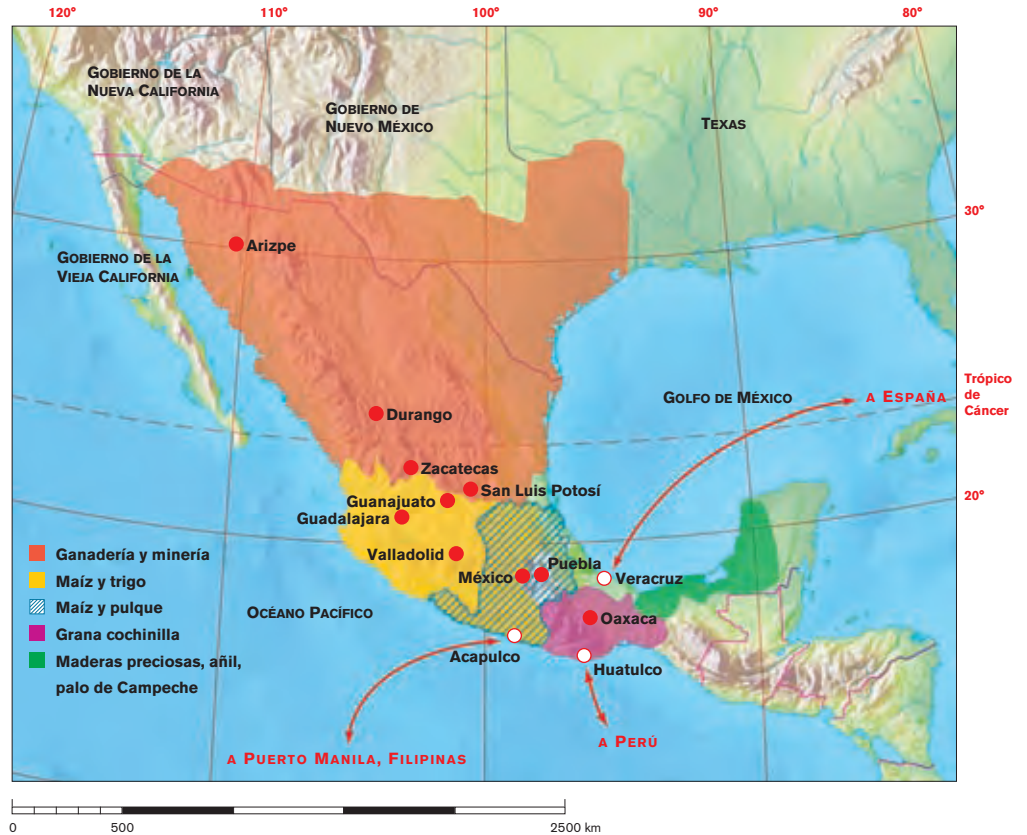 120°
110°
100°
90°
80°
GOBIERNO DE LA
NUEVA CALIFORNIA
GOBIERNO DE
NUEVO MÉXICO
TEXAS
30°
Arizpe
GOBIERNO DE LA
VIEJA CALIFORNIA
Trópico
de
Cáncer
GOLFO DE MÉXICO
A ESPAÑA
Durango
Zacatecas
San Luis Potosí
20°
Guanajuato
Guadalajara
Valladolid
México
Puebla
Veracruz
Ganadería y minería
Maíz y trigo
Maíz y pulque
Grana cochinilla
Maderas preciosas, añil,
palo de Campeche
OCÉANO PACÍFICO
Oaxaca
Acapulco
Huatulco
A PERÚ
A PUERTO MANILA, FILIPINAS
0
500
2500 km